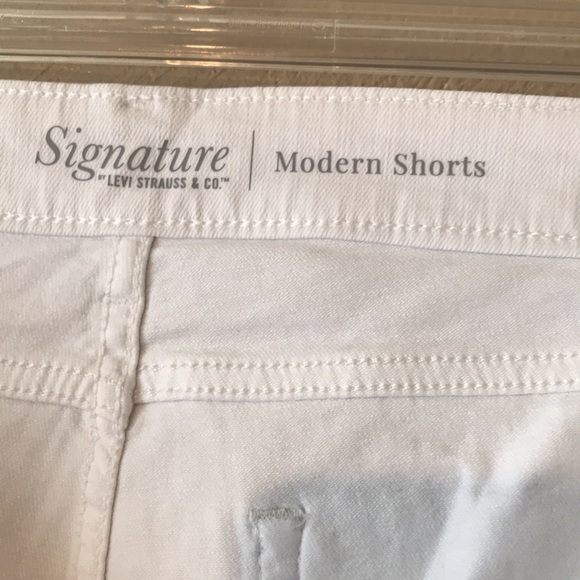 Signature
BY LEVI STRAUSS & CO.™
Modern Shorts